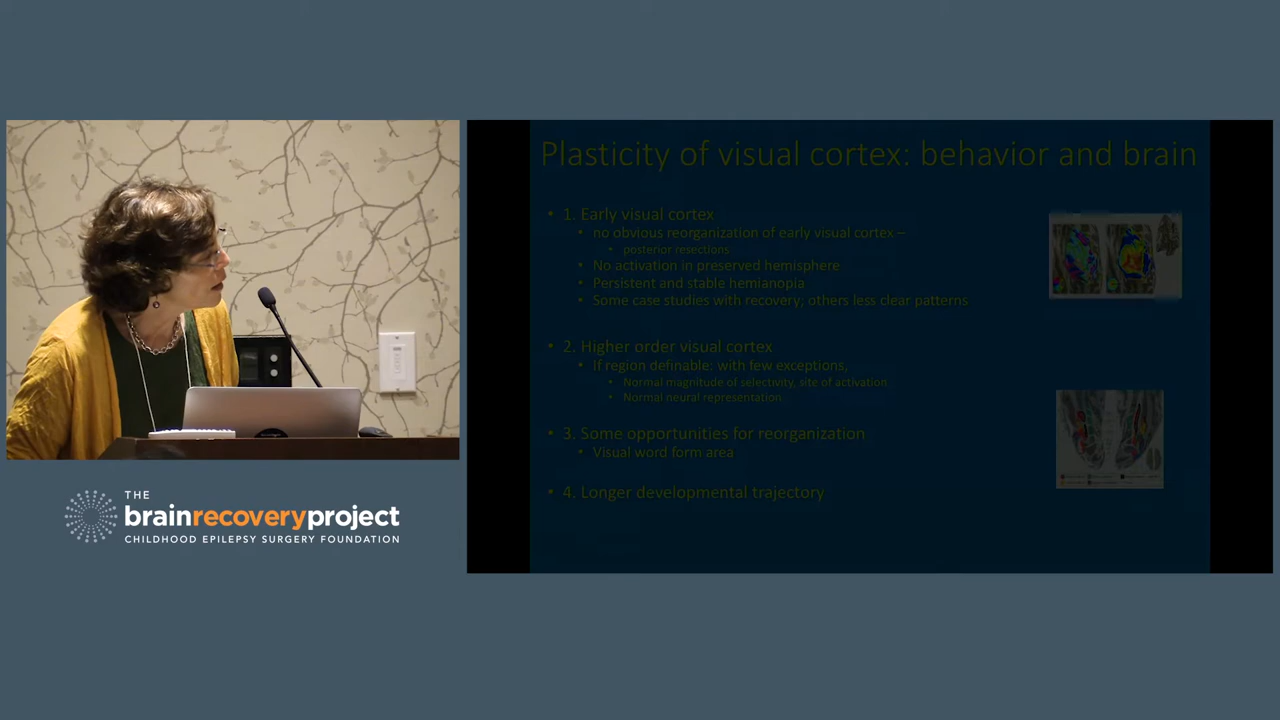 Plasticity of visual cortex: behavior and brain
• 1. Early visual cortex
• no obvious reorganization of early visual cortex –
• posterior resections
• No activation in preserved hemisphere
• Persistent and stable hemianopia
• Some case studies with recovery; others less clear patterns
• 2. Higher order visual cortex
• If region definable: with few exceptions,
• Normal magnitude of selectivity, site of activation
• Normal neural representation
• 3. Some opportunities for reorganization
• Visual word form area
• 4. Longer developmental trajectory
THE
brainrecoveryproject
CHILDHOOD EPILEPSY SURGERY FOUNDATION